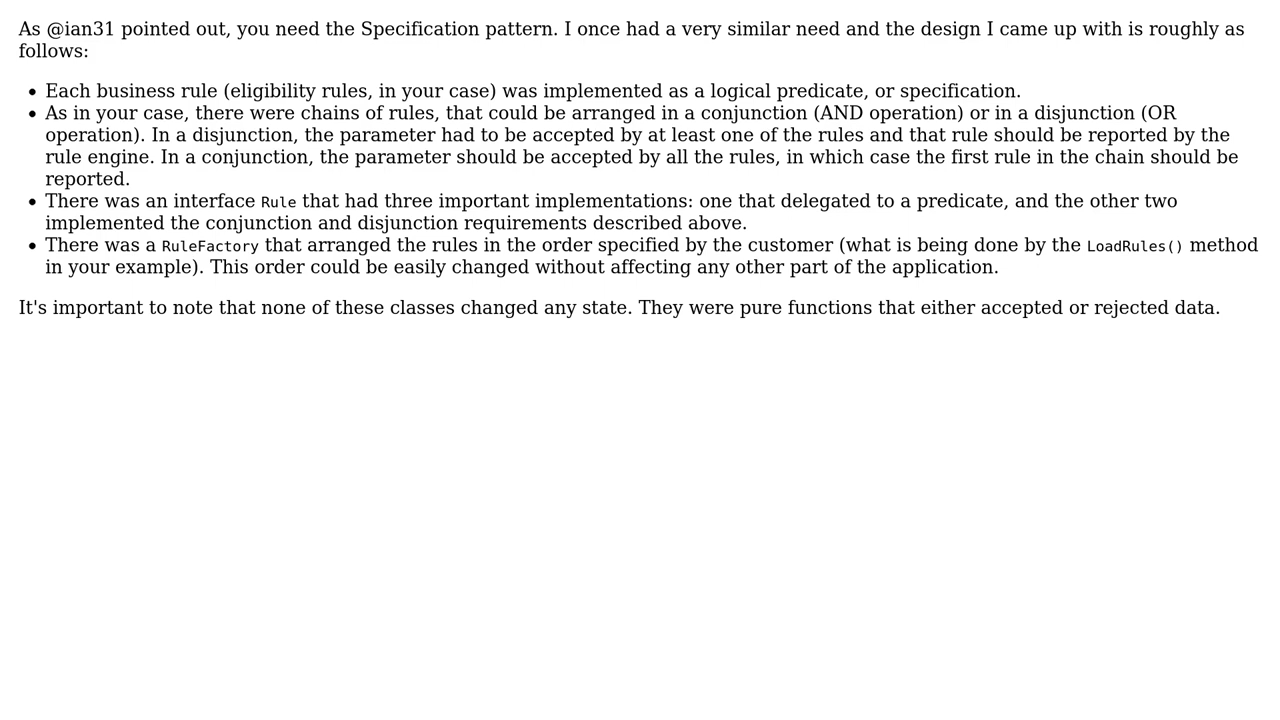 As @ian31 pointed out, you need the Specification pattern. I once had a very similar need and the design I came up with is roughly as
follows:
• Each business rule (eligibility rules, in your case) was implemented as a logical predicate, or specification.
• As in your case, there were chains of rules, that could be arranged in a conjunction (AND operation) or in a disjunction (OR
operation). In a disjunction, the parameter had to be accepted by at least one of the rules and that rule should be reported by the
rule engine. In a conjunction, the parameter should be accepted by all the rules, in which case the first rule in the chain should be
reported.
• There was an interface Rule that had three important implementations: one that delegated to a predicate, and the other two
implemented the conjunction and disjunction requirements described above.
• There was a RuleFactory that arranged the rules in the order specified by the customer (what is being done by the LoadRules() method
in your example). This order could be easily changed without affecting any other part of the application.
It's important to note that none of these classes changed any state. They were pure functions that either accepted or rejected data.